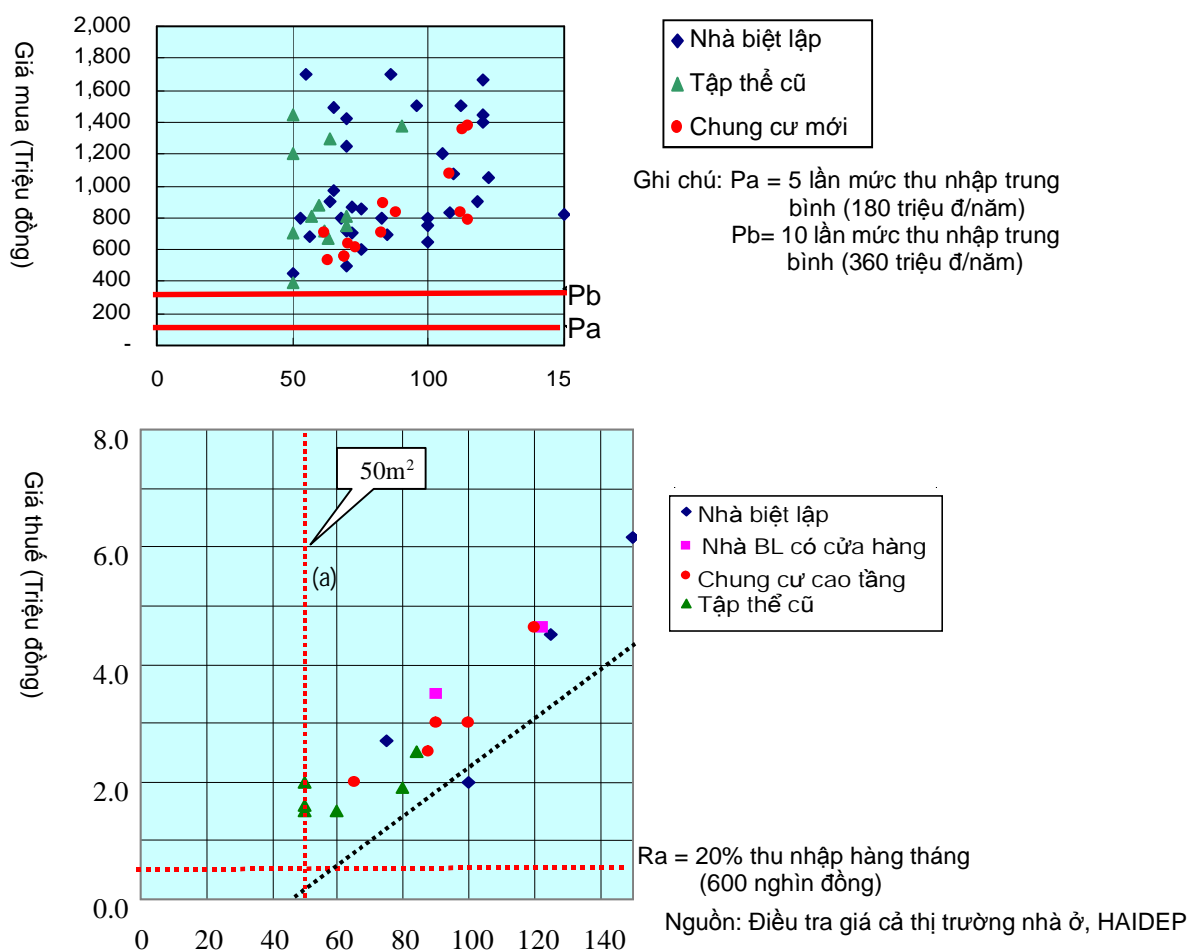 Giá mua (Triệu đồng)
2,000
1,800
1,600
1,400
1,200
1,000
800
600
400
200
-
0
50
100
15
Pb
Pa
Nhà biệt lập
Tập thể cũ
Chung cư mới
Ghi chú: Pa = 5 lần mức thu nhập trung
bình (180 triệu đ/năm)
Pb= 10 lần mức thu nhập trung
bình (360 triệu đ/năm)
Giá thuế (Triệu đồng)
8.0
6.0
4.0
2.0
0.0
50m²
(a)
0 20 40 60 80 100 120 140
Nhà biệt lập
Nhà BL có cửa hàng
Chung cư cao tầng
Tập thể cũ
Ra = 20% thu nhập hàng tháng
(600 nghìn đồng)
Nguồn: Điều tra giá cả thị trường nhà ở, HAIDEP